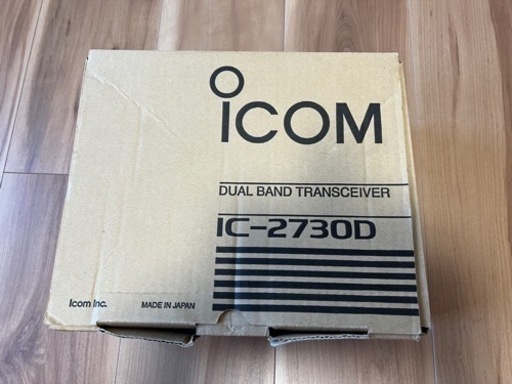 ICOM
DUAL BAND TRANSCEIVER
IC-2730D
Icom Inc.
MADE IN JAPAN